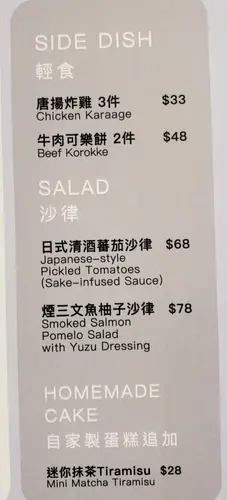 SIDE DISH
輕食
唐揚炸雞 3件 $33
Chicken Karaage
牛肉可樂餅 2件 $48
Beef Korokke
SALAD
沙律
日式清酒蕃茄沙律 $68
Japanese-style
Pickled Tomatoes
(Sake-infused Sauce)
煙三文魚柚子沙律 $78
Smoked Salmon
Pomelo Salad
with Yuzu Dressing
HOMEMADE
CAKE
自家製蛋糕追加
迷你抹茶Tiramisu $28
Mini Matcha Tiramisu